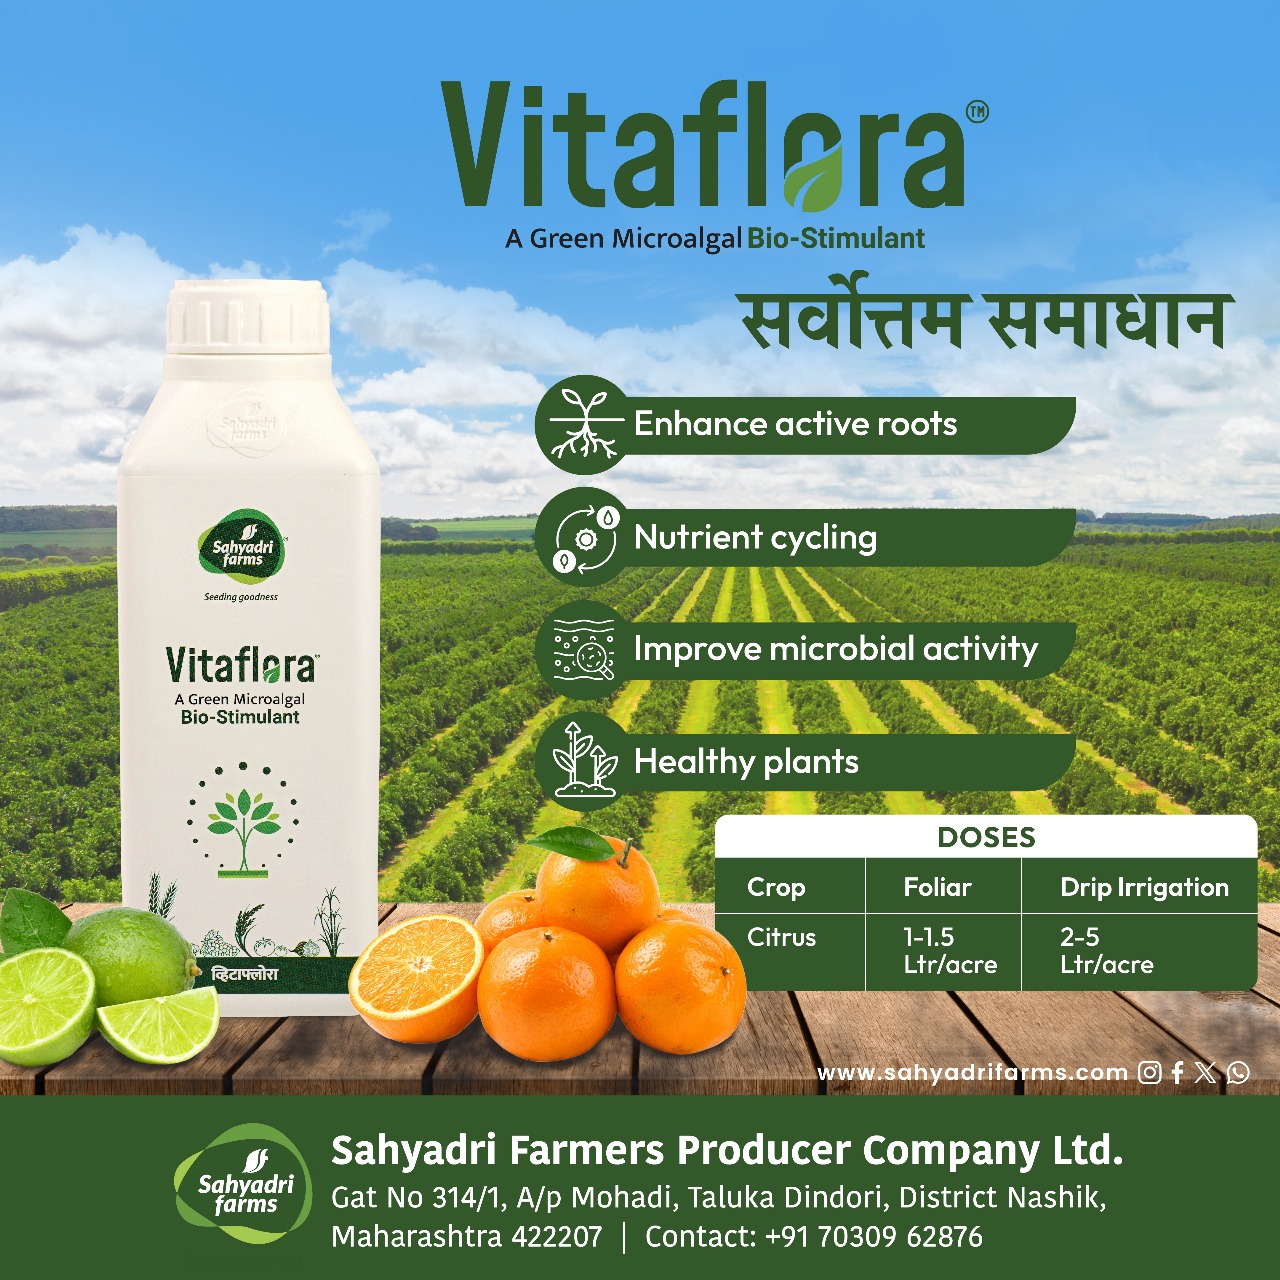 Vitaflora™
A Green Microalgal Bio-Stimulant
सर्वोत्तम समाधान
Enhance active roots
Nutrient cycling
Improve microbial activity
Healthy plants
Sahyadri
farms
Sahyadri
farms
Seeding goodness
Vitaflora
A Green Microalgal
Bio-Stimulant
व्हिटाफ्लोरा
DOSES
Crop Foliar Drip Irrigation
Citrus 1-1.5 2-5
Ltr/acre Ltr/acre
www.sahyadrifarms.com
Sahyadri
farms
Sahyadri Farmers Producer Company Ltd.
Gat No 314/1, A/p Mohadi, Taluka Dindori, District Nashik,
Maharashtra 422207 | Contact: +91 70309 62876